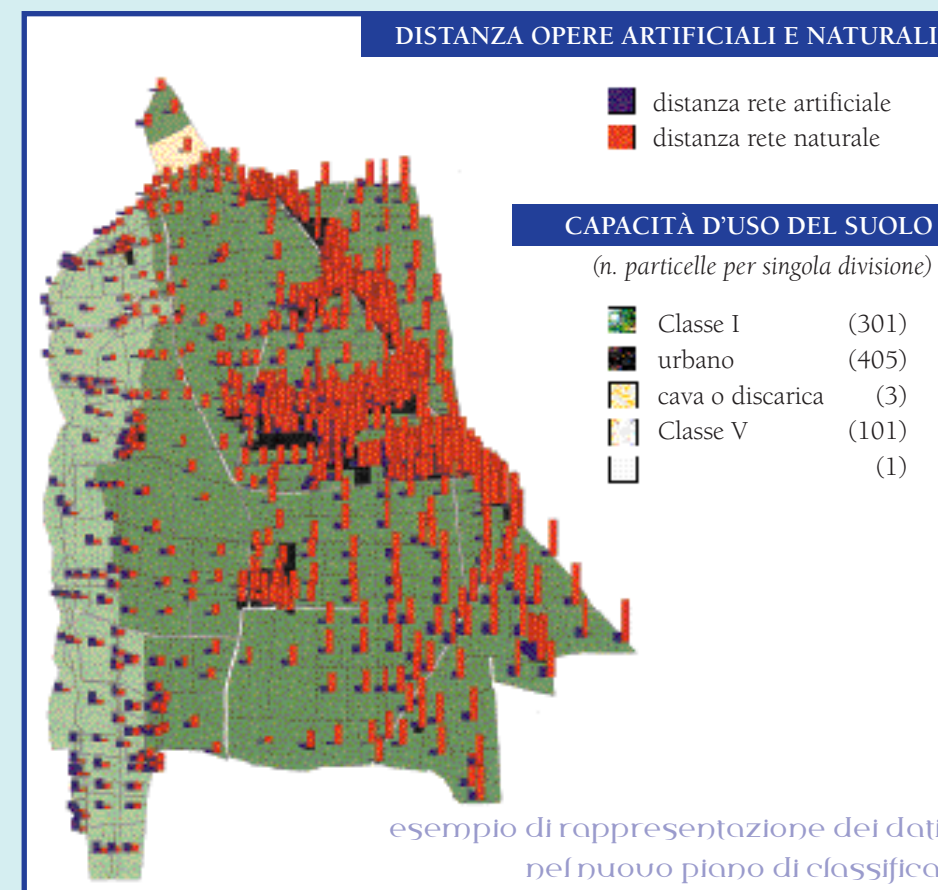 DISTANZA OPERE ARTIFICIALI E NATURALI
distanza rete artificiale
distanza rete naturale
CAPACITÀ D'USO DEL SUOLO
(n. particelle per singola divisione)
Classe I (301)
urbano (405)
cava o discarica (3)
Classe V (101)
(1)
esempio di rappresentazione dei dati
nel nuovo piano di classifica